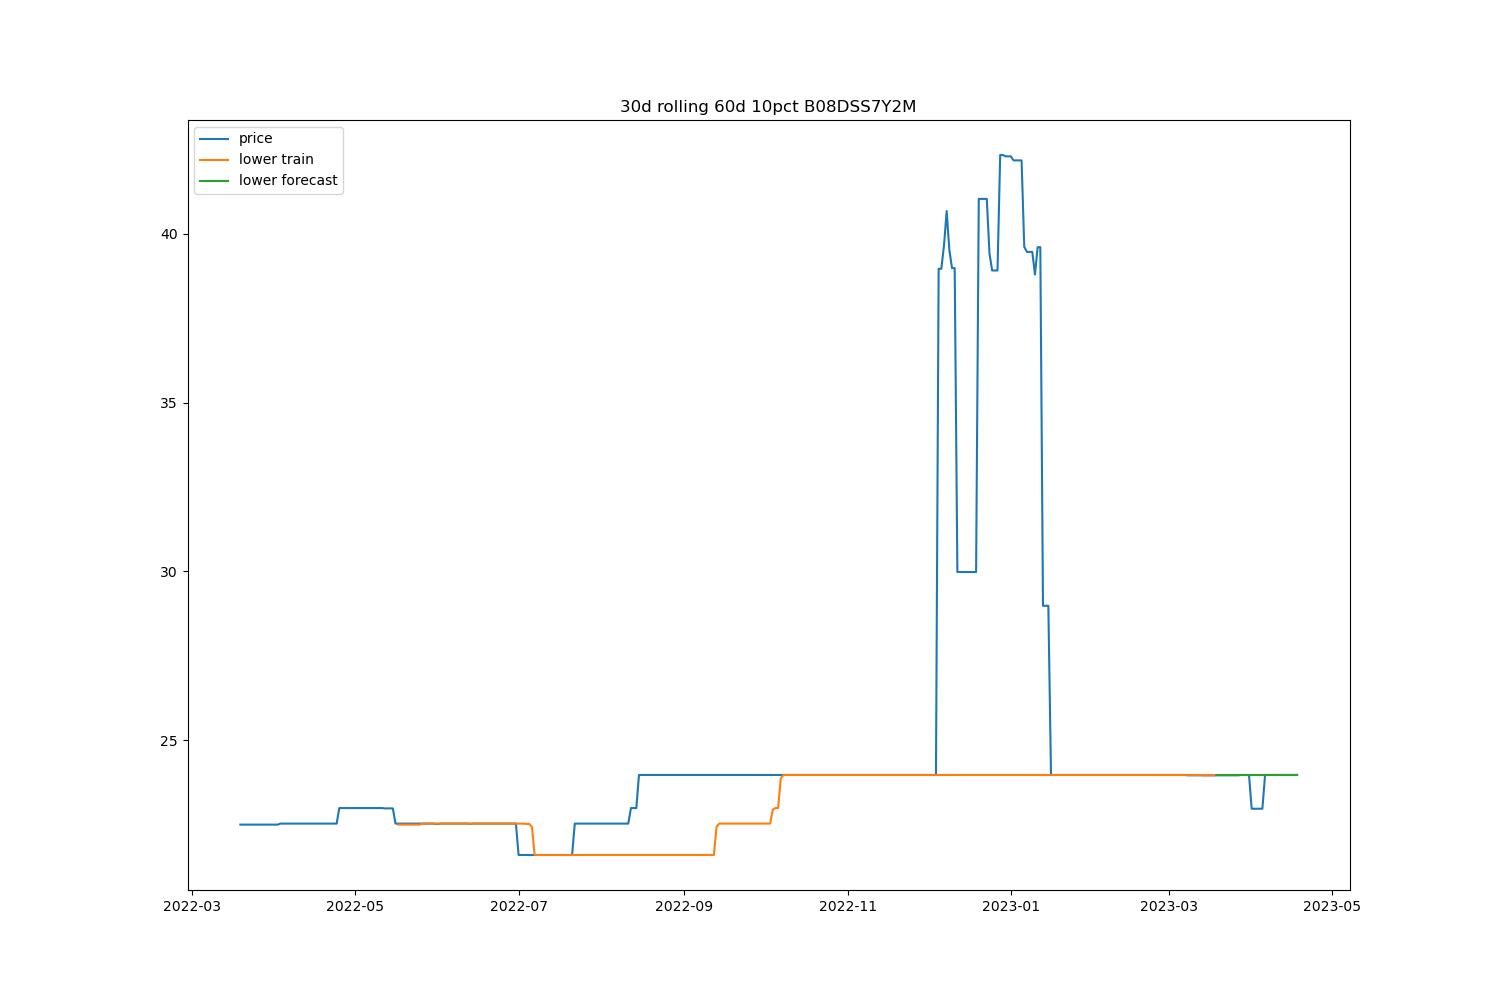 30d rolling 60d 10pct B08DSS7Y2M
price
lower train
lower forecast
40
35
30
25
2022-03 2022-05 2022-07 2022-09 2022-11 2023-01 2023-03 2023-05